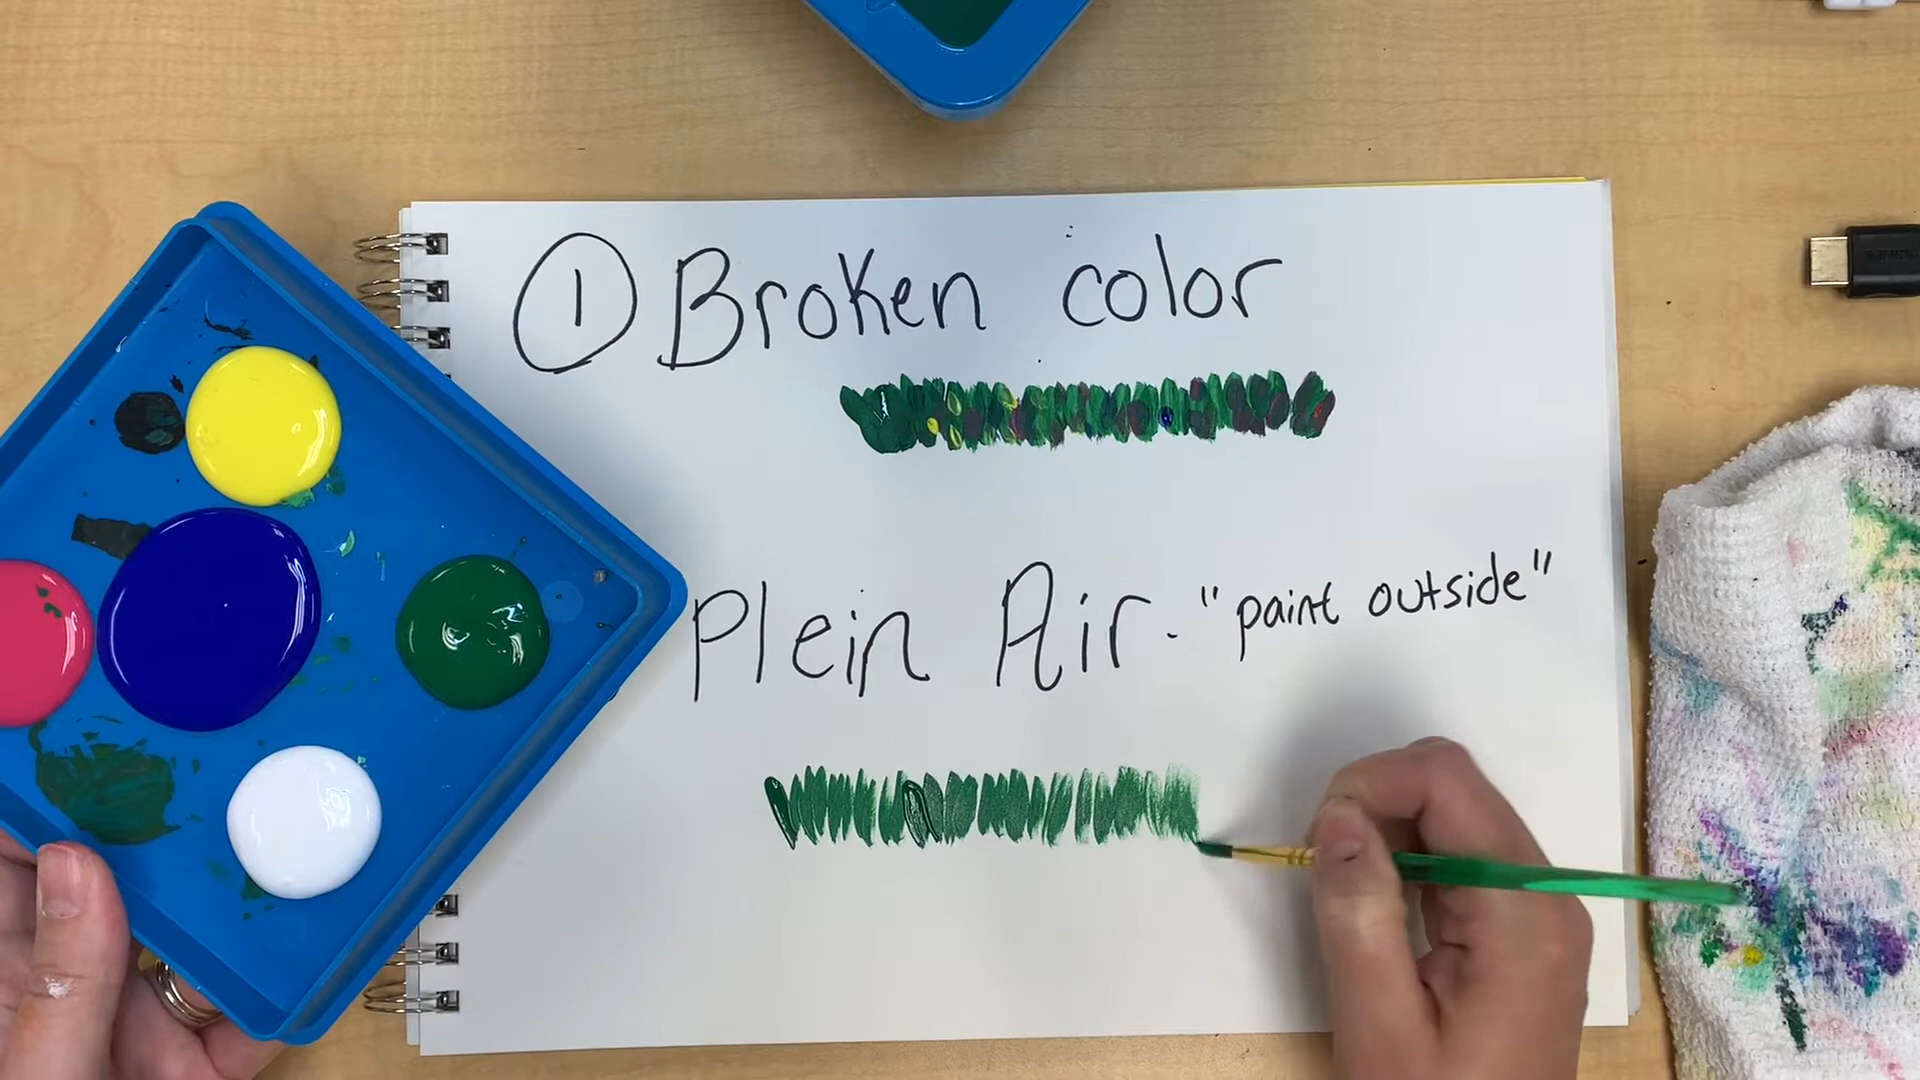 ① Broken color
Plein Air - "paint outside"